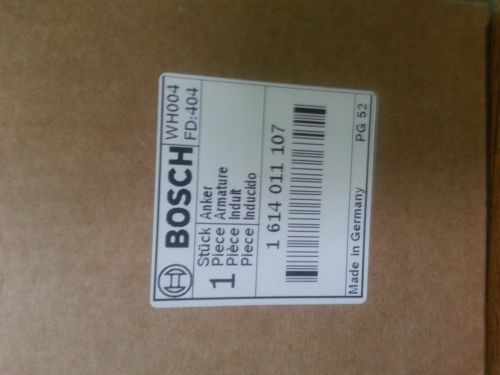 BOSCH
WH004
FD:404
1
Stück Anker
Piece Armature
Pièce Induit
Piece Inducido
1 614 011 107
Made in Germany PG 52